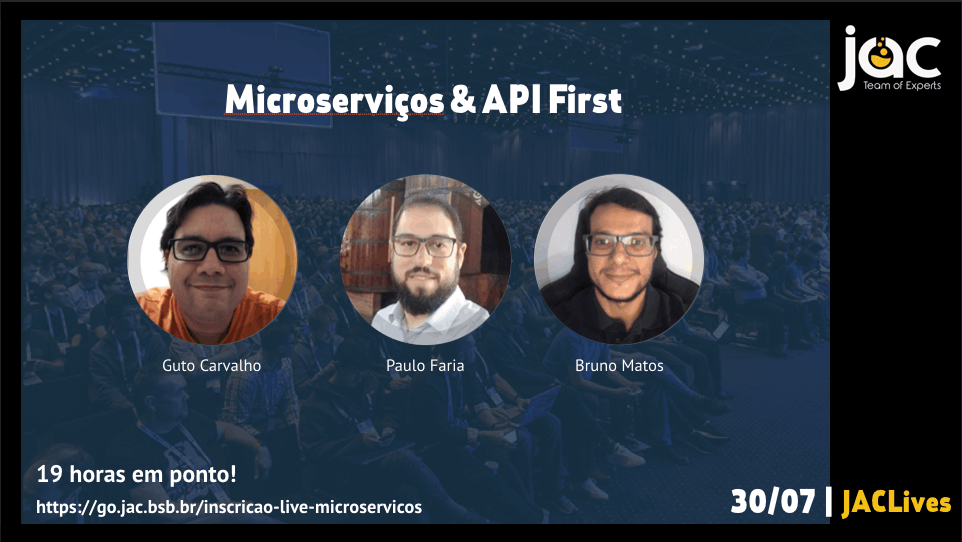 jac
Team of Experts
Microserviços & API First
Guto Carvalho
Paulo Faria
Bruno Matos
19 horas em ponto!
https://go.jac.bsb.br/inscricao-live-microservicos
30/07 | JACLives